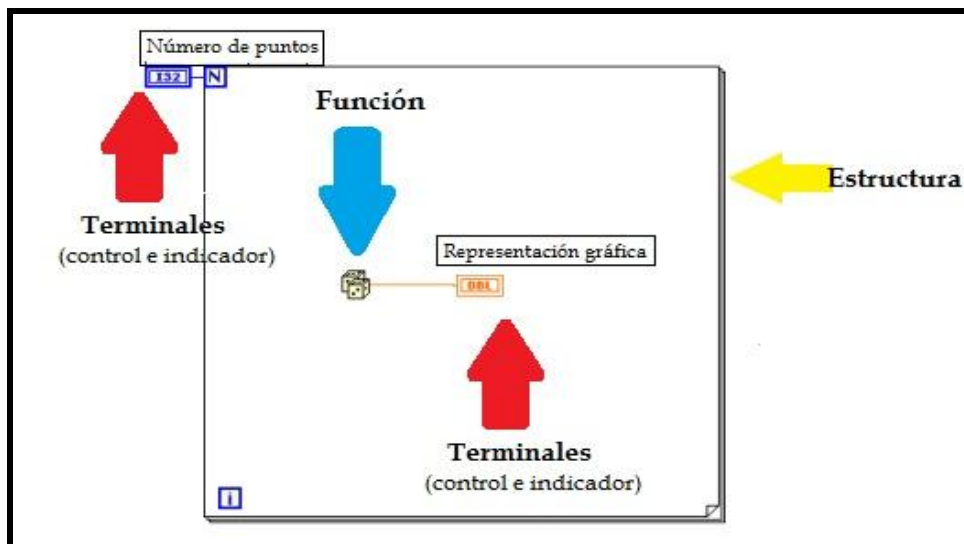 Número de puntos
I32
N
Función
Estructura
Terminales
(control e indicador)
Representación gráfica
DBL
Terminales
(control e indicador)
i